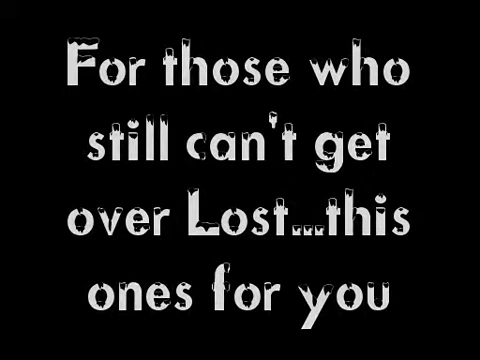 For those who
still can't get
over Lost...this
ones for you